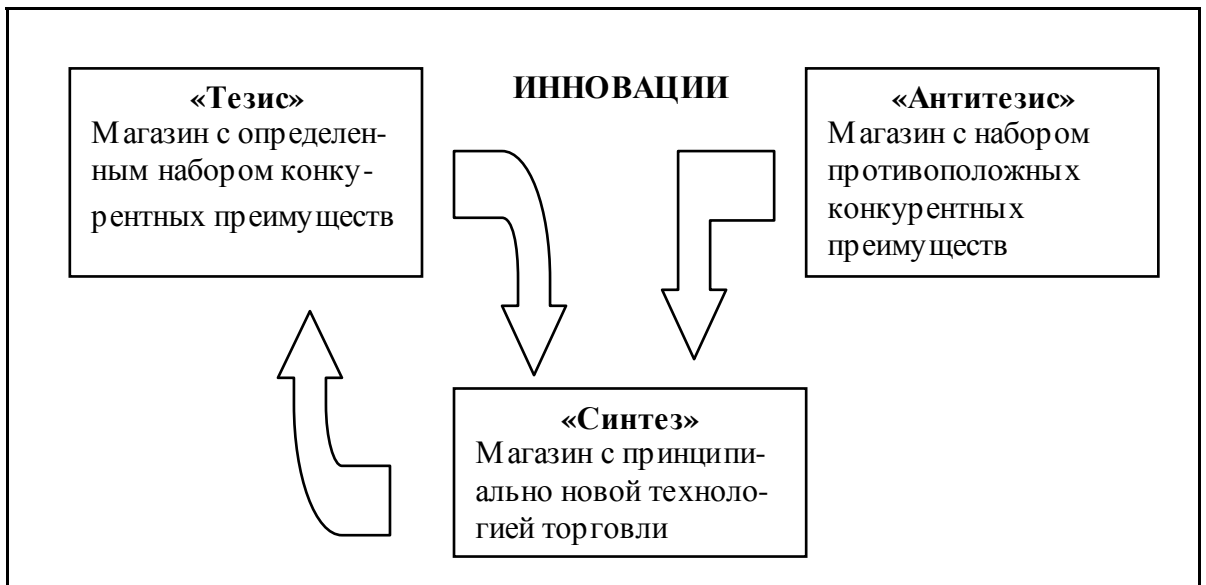 «Тезис»
Магазин с определен-
ным набором конку-
рентных преимуществ
ИННОВАЦИИ
«Антитезис»
Магазин с набором
противоположных
конкурентных
преимуществ
«Синтез»
Магазин с принципи-
ально новой техноло-
гией торговли